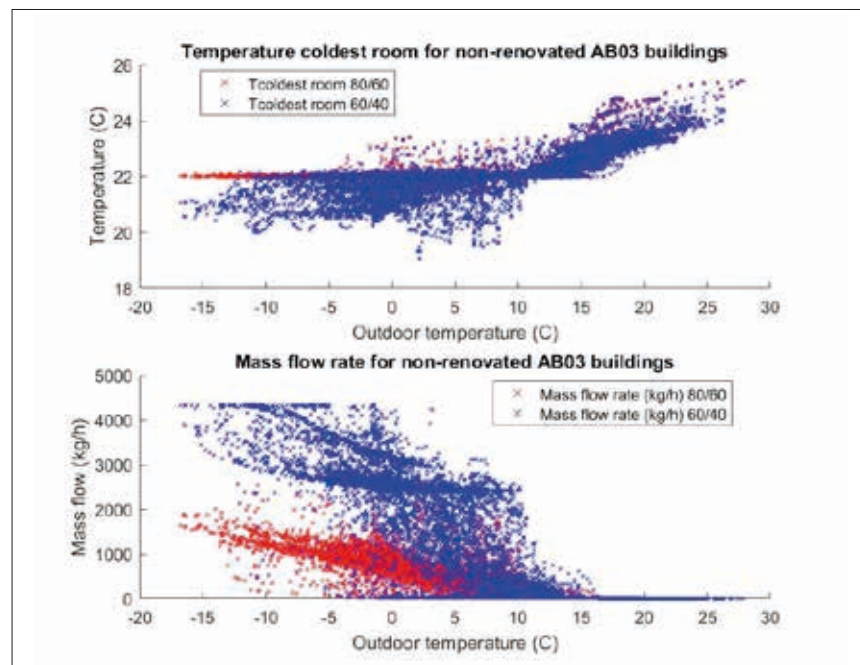 Temperature coldest room for non-renovated AB03 buildings
26
Tcoldest room 80/60
Tcoldest room 60/40
24
22
20
18
Temperature (C)
-20 -15 -10 -5 0 5 10 15 20 25 30
Outdoor temperature (C)
Mass flow rate for non-renovated AB03 buildings
5000
Mass flow rate (kg/h) 80/60
Mass flow rate (kg/h) 60/40
4000
3000
2000
1000
0
Mass flow (kg/h)
-20 -15 -10 -5 0 5 10 15 20 25 30
Outdoor temperature (C)